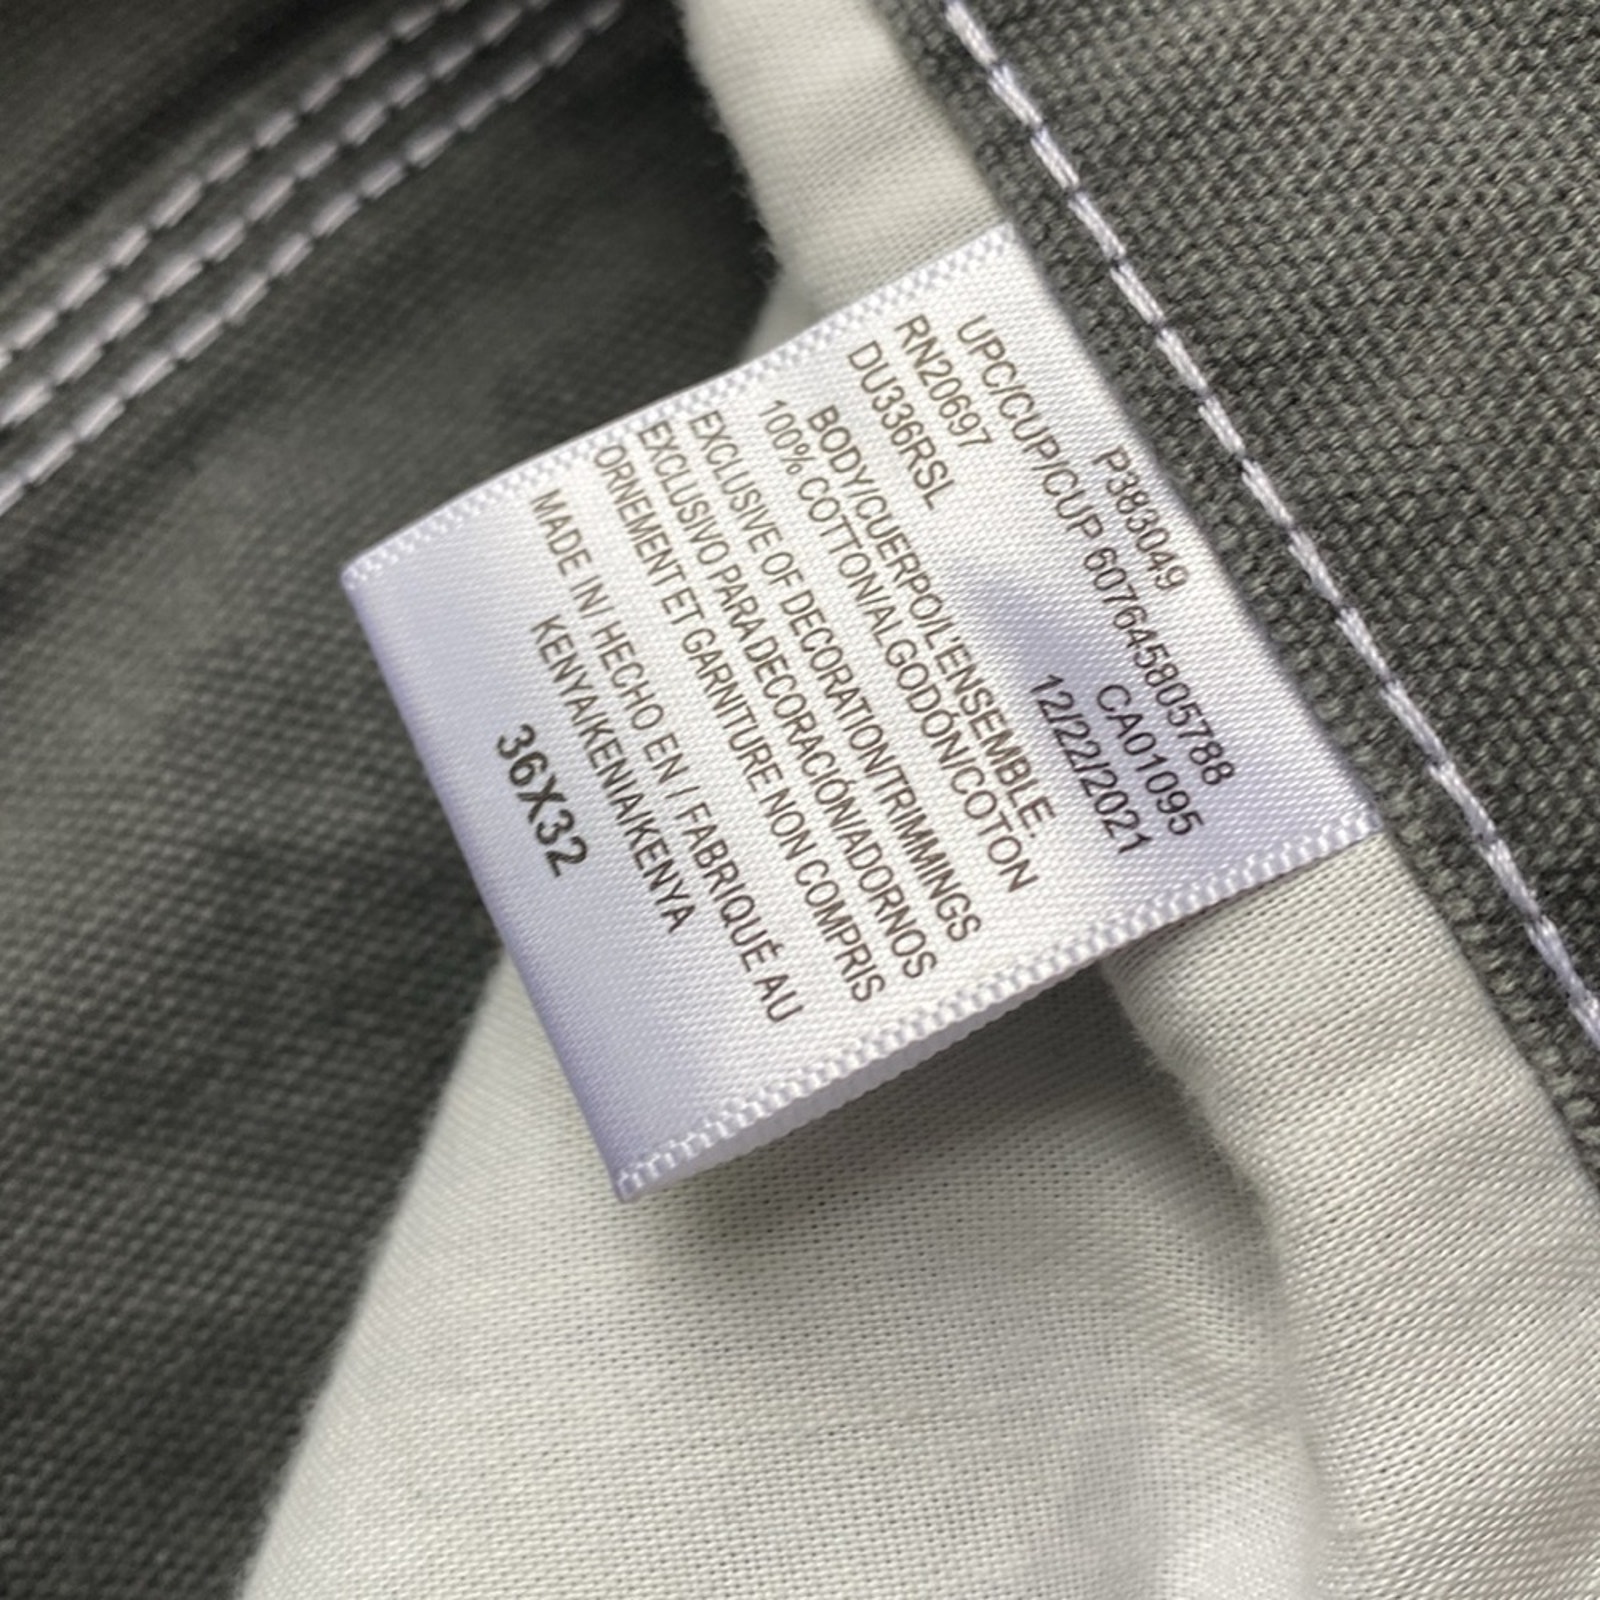 P383049
UPC/CUP/CUP 607645805788
RN20697 CA01095
DU336RSL 12/22/2021
BODY/CUERPO/L'ENSEMBLE.
100% COTTON/ALGODÓN/COTON
EXCLUSIVE OF DECORATION/TRIMMINGS
EXCLUSIVO PARA DECORACIÓN/ADORNOS
ORNEMENT ET GARNITURE NON COMPRIS
MADE IN/ HECHO EN / FABRIQUÉ AU
KENYA/KENIA/KENYA
36X32